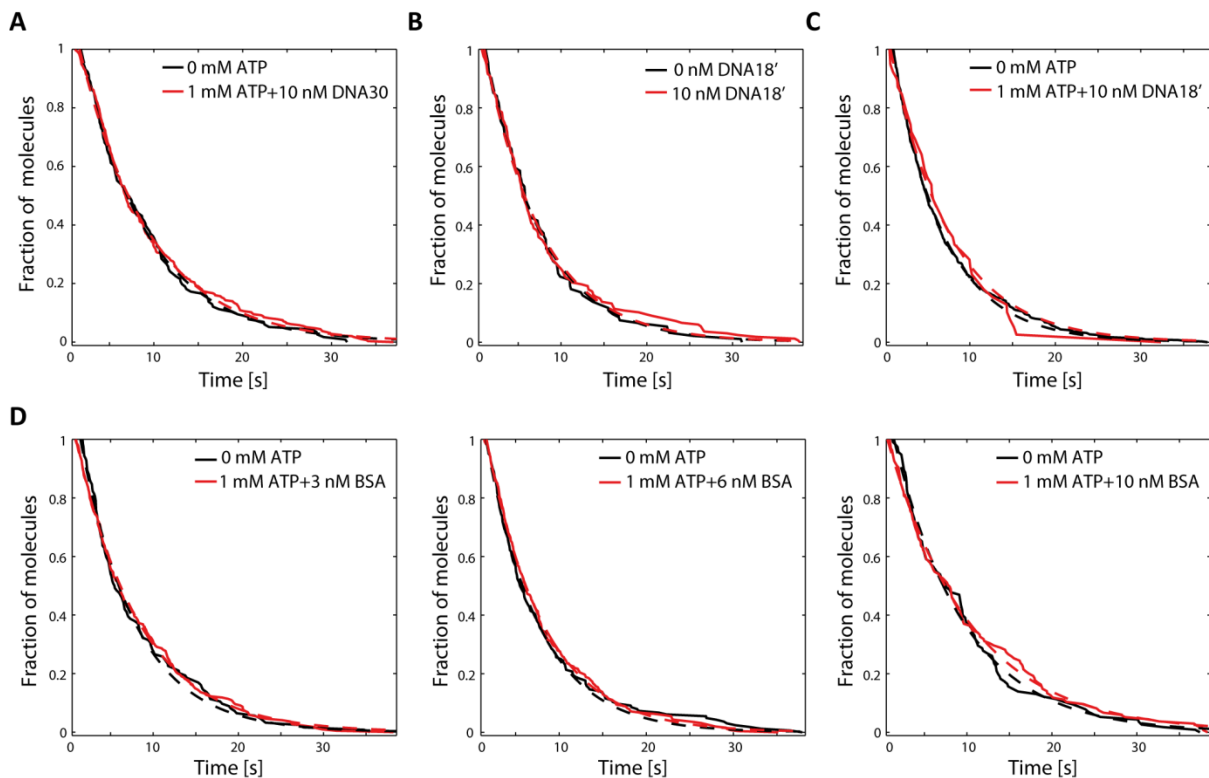 A
B
C
1
0 mM ATP
1 mM ATP+10 nM DNA30
0.8
0.6
0.4
0.2
0
0
10
20
30
Time [s]
Fraction of molecules
1
0 nM DNA18’
10 nM DNA18’
0.8
0.6
0.4
0.2
0
0
10
20
30
Time [s]
Fraction of molecules
1
0 mM ATP
1 mM ATP+10 nM DNA18’
0.8
0.6
0.4
0.2
0
0
10
20
30
Time [s]
Fraction of molecules
D
1
0 mM ATP
1 mM ATP+3 nM BSA
0.8
0.6
0.4
0.2
0
0
10
20
30
Time [s]
Fraction of molecules
1
0 mM ATP
1 mM ATP+6 nM BSA
0.8
0.6
0.4
0.2
0
0
10
20
30
Time [s]
Fraction of molecules
1
0 mM ATP
1 mM ATP+10 nM BSA
0.8
0.6
0.4
0.2
0
0
10
20
30
Time [s]
Fraction of molecules